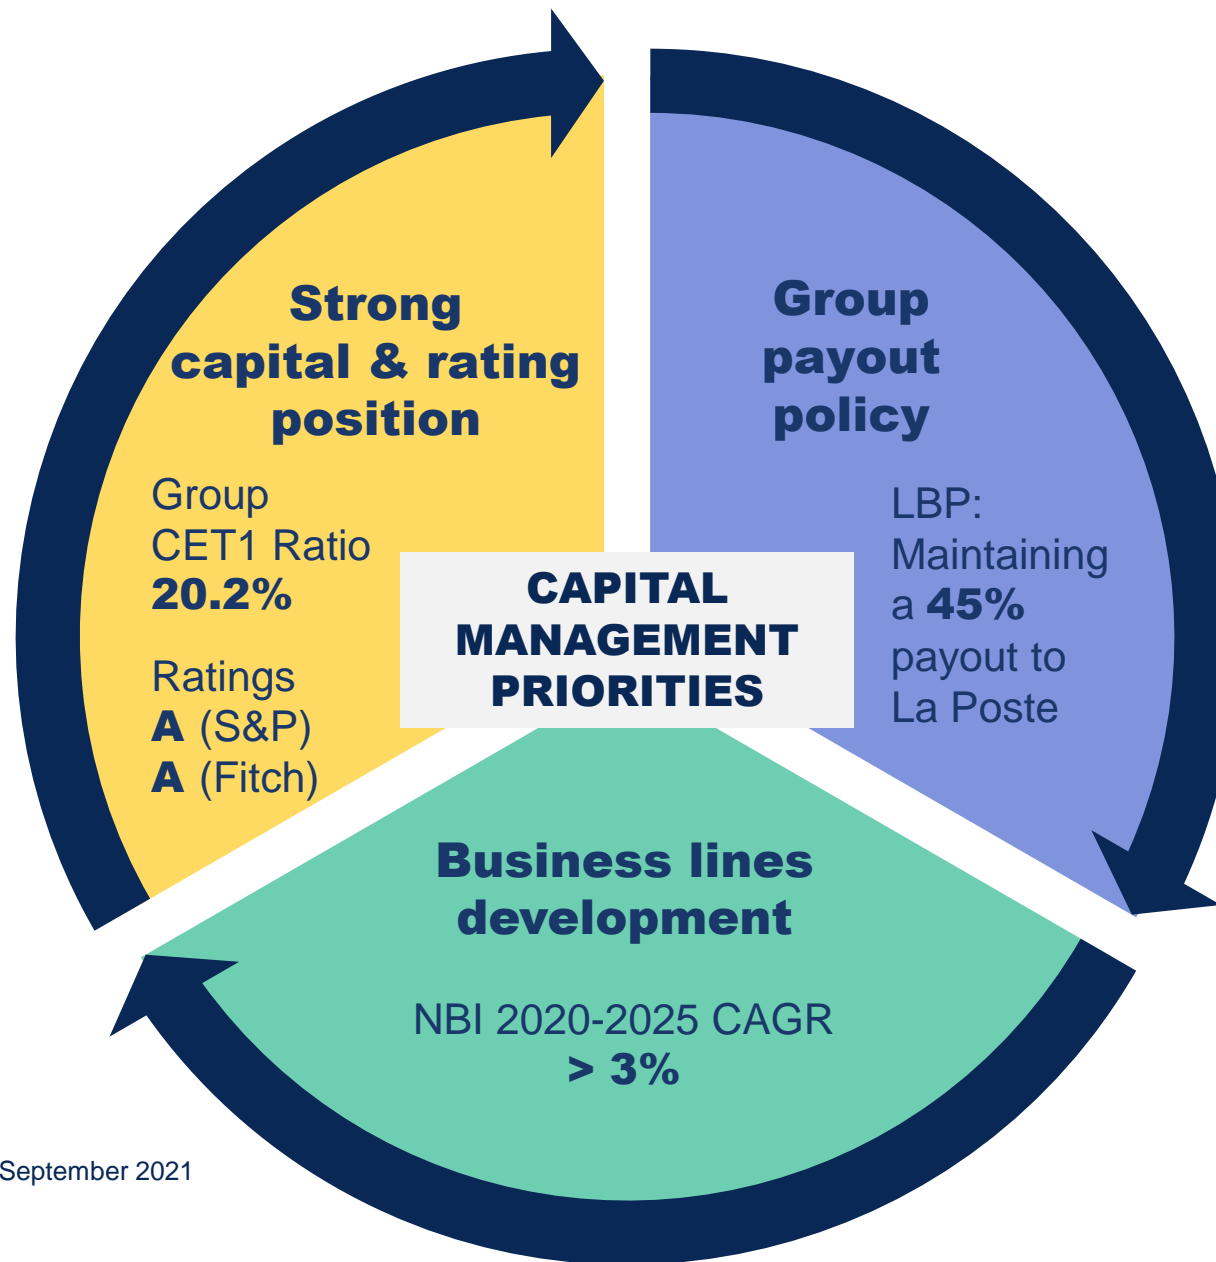 Strong
capital & rating
position
Group
CET1 Ratio
20.2%
Ratings
A (S&P)
A (Fitch)
Group
payout
policy
LBP:
Maintaining
a 45%
payout to
La Poste
CAPITAL
MANAGEMENT
PRIORITIES
Business lines
development
NBI 2020-2025 CAGR
> 3%
September 2021